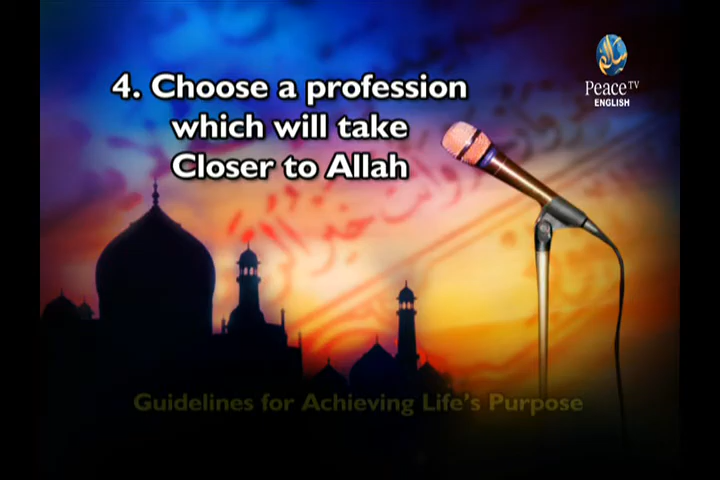 4. Choose a profession
which will take
Closer to Allah
Peace TV
ENGLISH
Guidelines for Achieving Life's Purpose